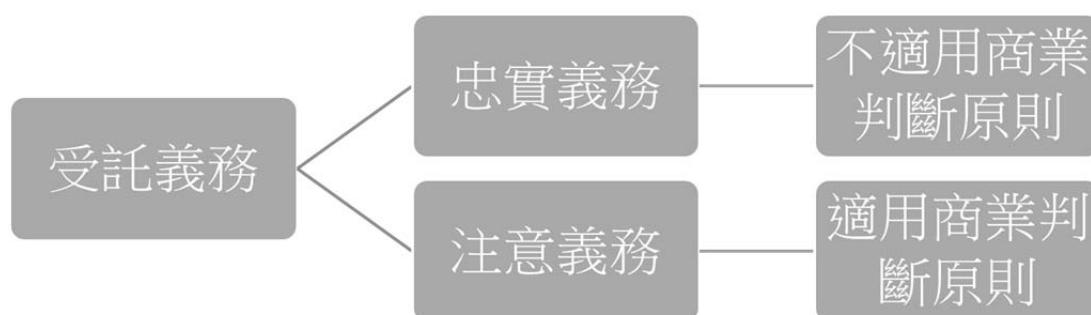 受託義務
忠實義務
不適用商業
判斷原則
注意義務
適用商業判
斷原則